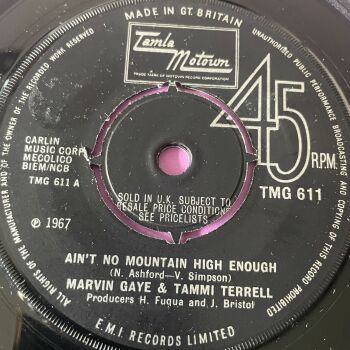 MADE IN GT. BRITAIN
Tamla
Motown
TRADE MARK OF MOTOWN RECORD CORPORATION
45
RPM.
TMG 611
CARLIN
MUSIC CORP.
MECOLICO
BIEM/NCB
TMG 611 A
SOLD IN U.K. SUBJECT TO
RESALE PRICE CONDITIONS
SEE PRICELISTS
℗ 1967
AIN'T NO MOUNTAIN HIGH ENOUGH
(N. Ashford—V. Simpson)
MARVIN GAYE & TAMMI TERRELL
Producers H. Fuqua and J. Bristol
E.M.I. RECORDS LIMITED
ALL RIGHTS OF THE MANUFACTURER AND OF THE OWNER OF THE RECORDED WORK RESERVED
UNAUTHORISED PUBLIC PERFORMANCE BROADCASTING AND COPYING OF THIS RECORD PROHIBITED